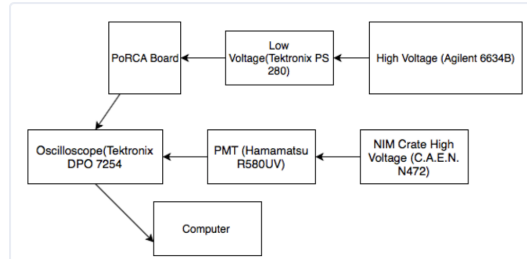 Low
PoRCA Board
Voltage(Tektronix PS
280)
High Voltage (Agilent 6634B)
Oscilloscope(Tektronix
DPO 7254
PMT (Hamamatsu
R580UV)
NIM Crate High
Voltage (C.A.E.N.
N472)
Computer